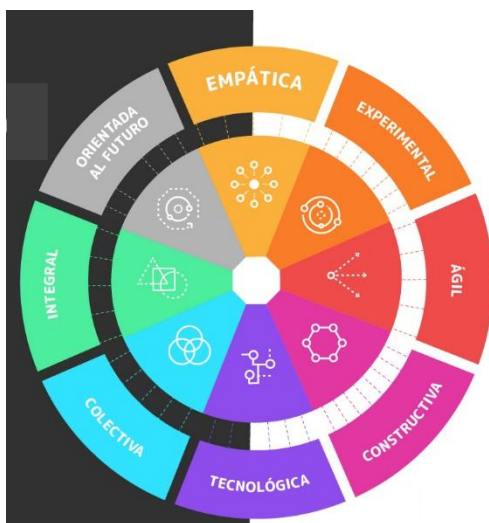 EMPÁTICA
EXPERIMENTAL
ÁGIL
CONSTRUCTIVA
TECNOLÓGICA
COLECTIVA
INTEGRAL
ORIENTADA
AL FUTURO